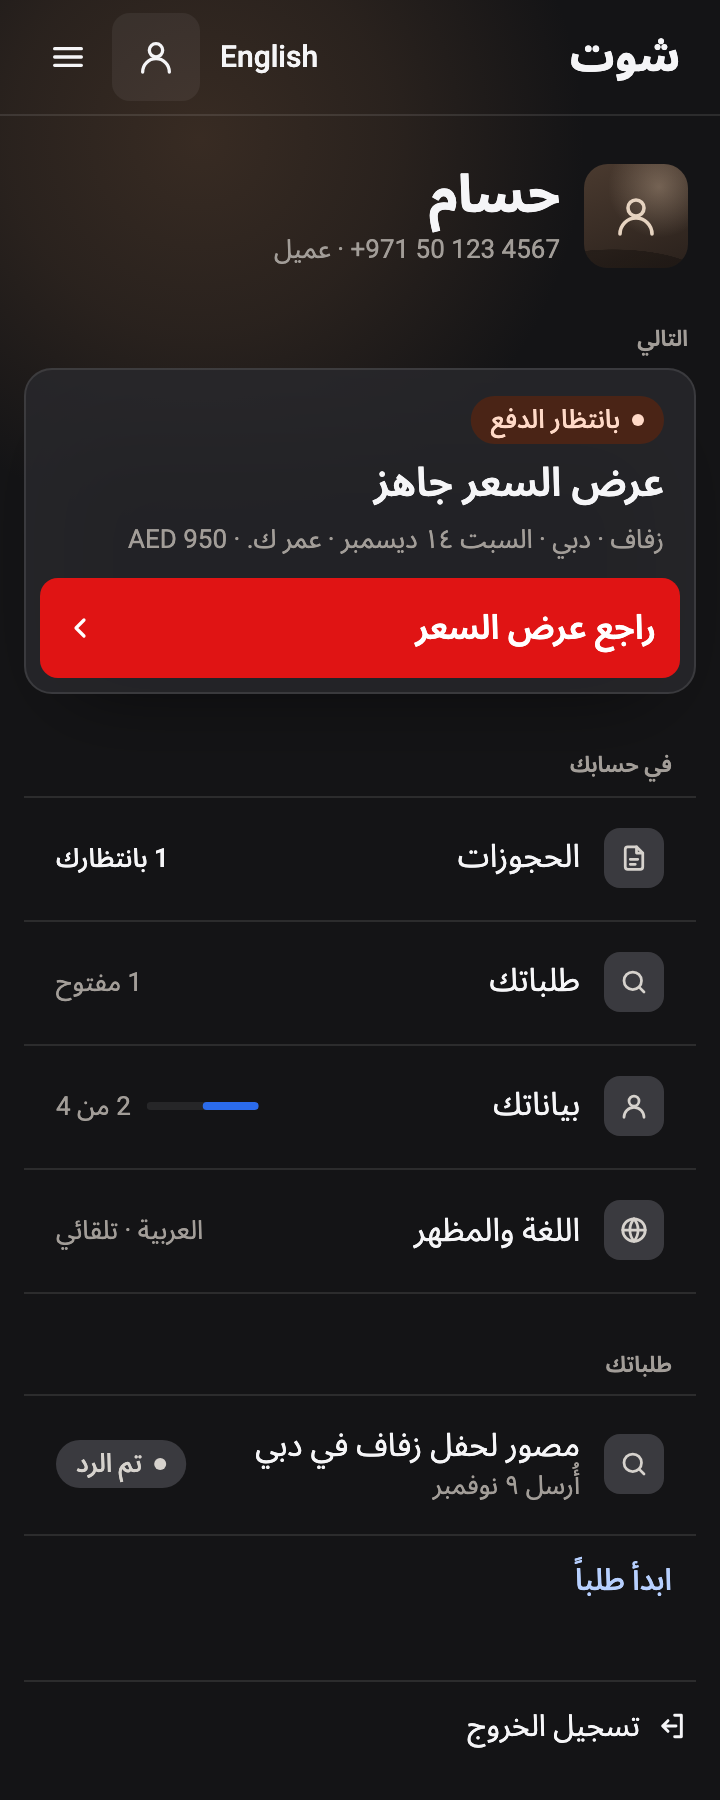 شوت
English
حسام
+971 50 123 4567 · عميل
التالي
بانتظار الدفع
عرض السعر جاهز
زفاف · دبي · السبت ١٤ ديسمبر · عمر ك. · AED 950
راجع عرض السعر
في حسابك
الحجوزات
1 بانتظارك
طلباتك
1 مفتوح
بياناتك
2 من 4
اللغة والمظهر
العربية · تلقائي
طلباتك
مصور لحفل زفاف في دبي
أُرسل ٩ نوفمبر
تم الرد
ابدأ طلباً
تسجيل الخروج